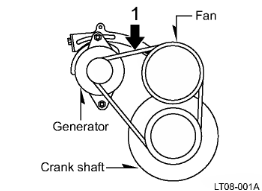 1
Fan
Generator
Crank shaft
LT08-001A